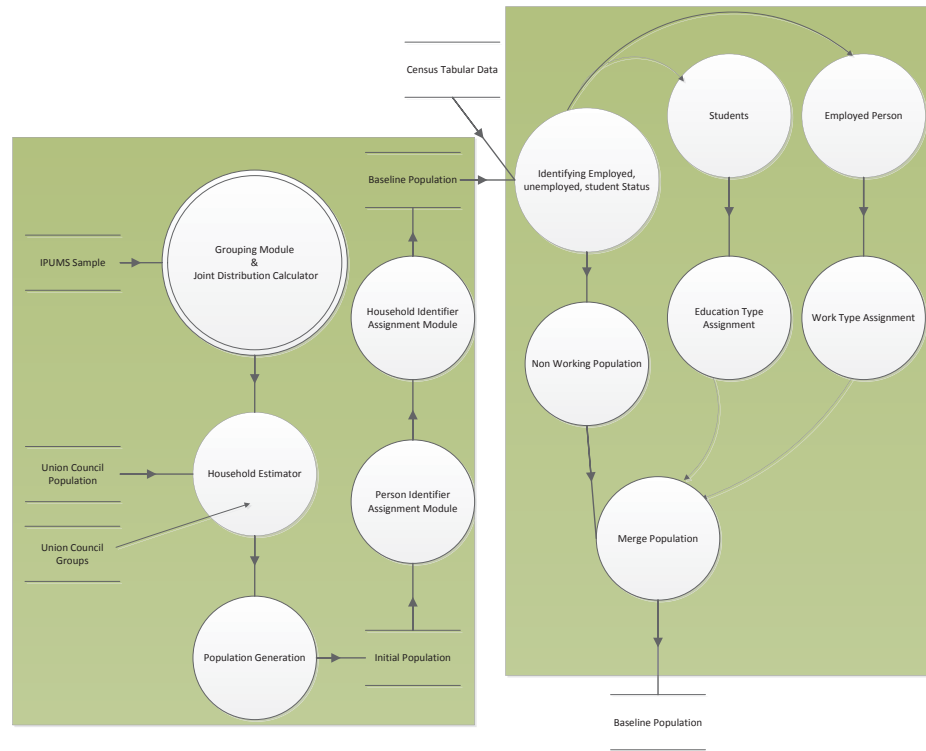 Census Tabular Data
Students
Employed Person
Identifying Employed,
unemployed, student Status
Baseline Population
Grouping Module
&
Joint Distribution Calculator
IPUMS Sample
Household Identifier
Assignment Module
Education Type
Assignment
Work Type Assignment
Non Working Population
Union Council
Population
Household Estimator
Person Identifier
Assignment Module
Union Council
Groups
Merge Population
Population Generation
Initial Population
Baseline Population